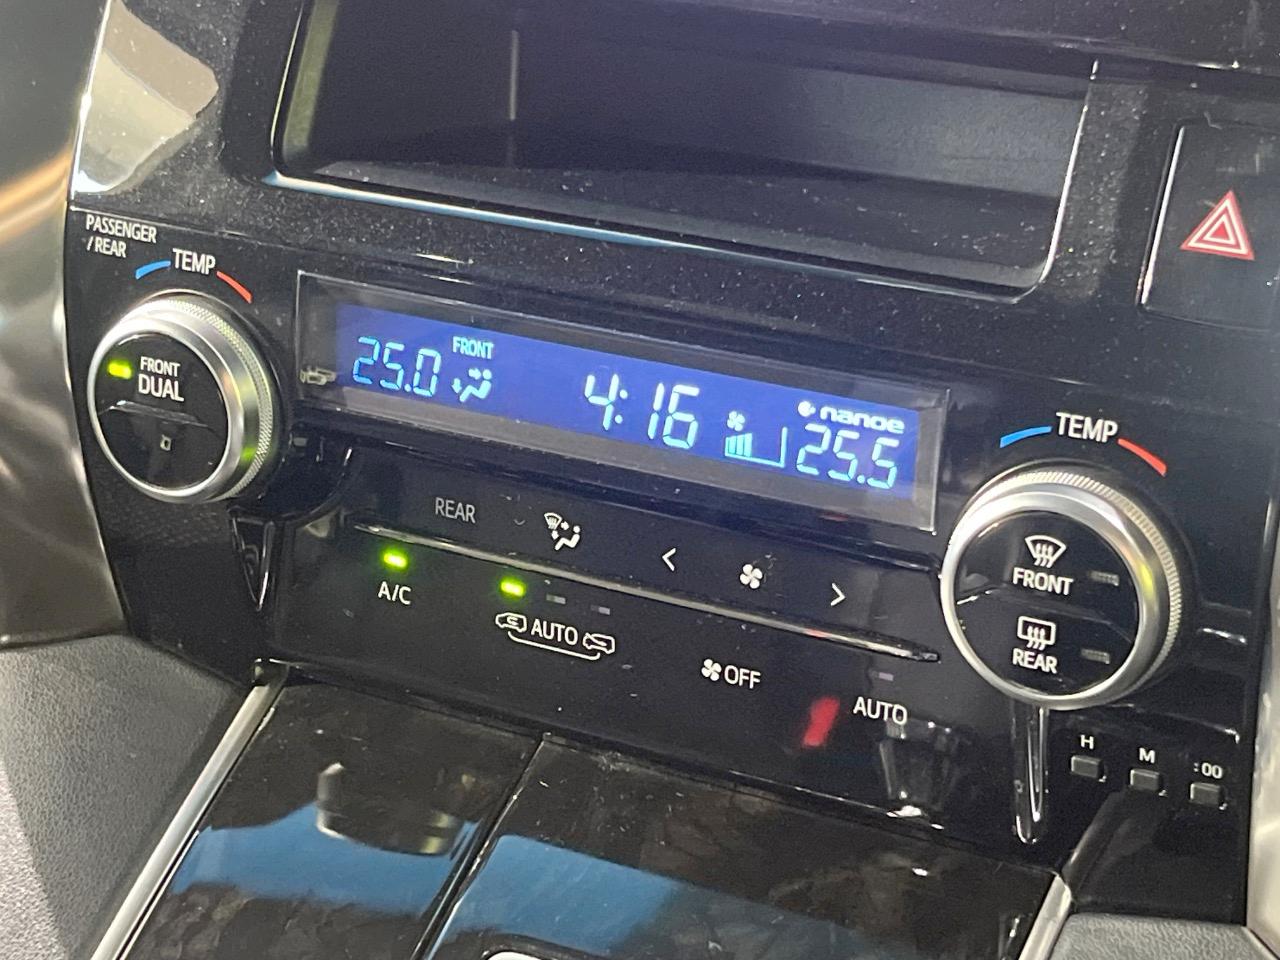 PASSENGER
/REAR
TEMP
FRONT
DUAL
25.0
FRONT
4:16
nanoe
25.5
TEMP
FRONT
REAR
REAR
A/C
AUTO
OFF
AUTO
H
M
:00